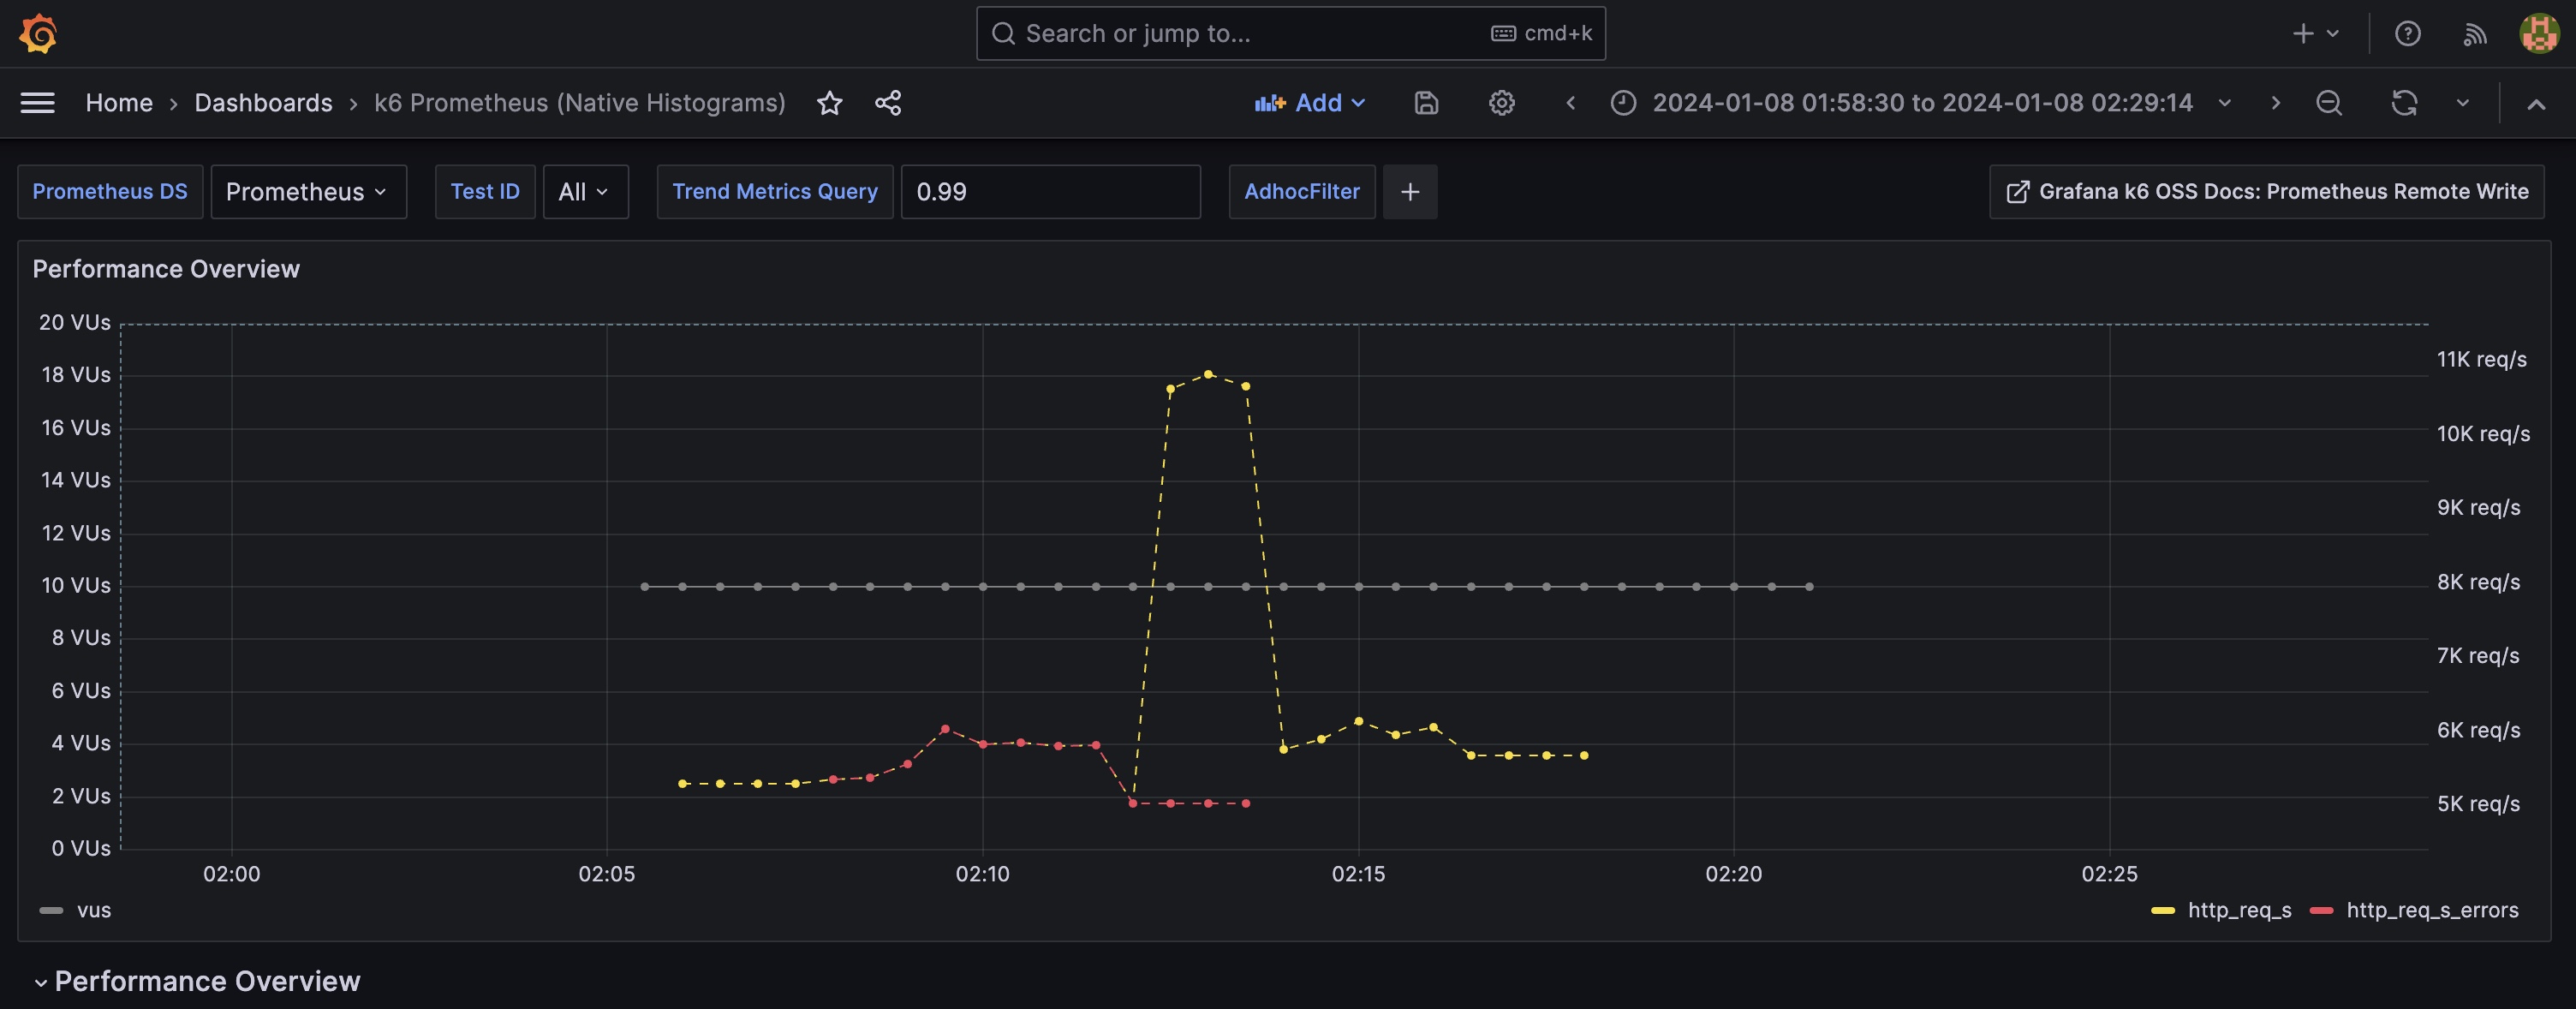 Search or jump to... cmd+k
Home › Dashboards › k6 Prometheus (Native Histograms) Add 2024-01-08 01:58:30 to 2024-01-08 02:29:14
Prometheus DS Prometheus Test ID All Trend Metrics Query 0.99 AdhocFilter + Grafana k6 OSS Docs: Prometheus Remote Write
Performance Overview
20 VUs
18 VUs
16 VUs
14 VUs
12 VUs
10 VUs
8 VUs
6 VUs
4 VUs
2 VUs
0 VUs
11K req/s
10K req/s
9K req/s
8K req/s
7K req/s
6K req/s
5K req/s
02:00 02:05 02:10 02:15 02:20 02:25
vus http_req_s http_req_s_errors
Performance Overview